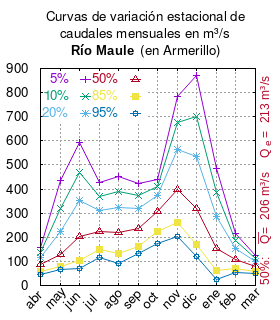 Curvas de variación estacional de
caudales mensuales en m³/s
Río Maule (en Armerillo)
900
800
700
600
500
400
300
200
100
0
5% 50%
10% 85%
20% 95%
abr may jun jul ago sep oct nov dic ene feb mar
50%: Q̅= 206 m³/s Qe = 213 m³/s